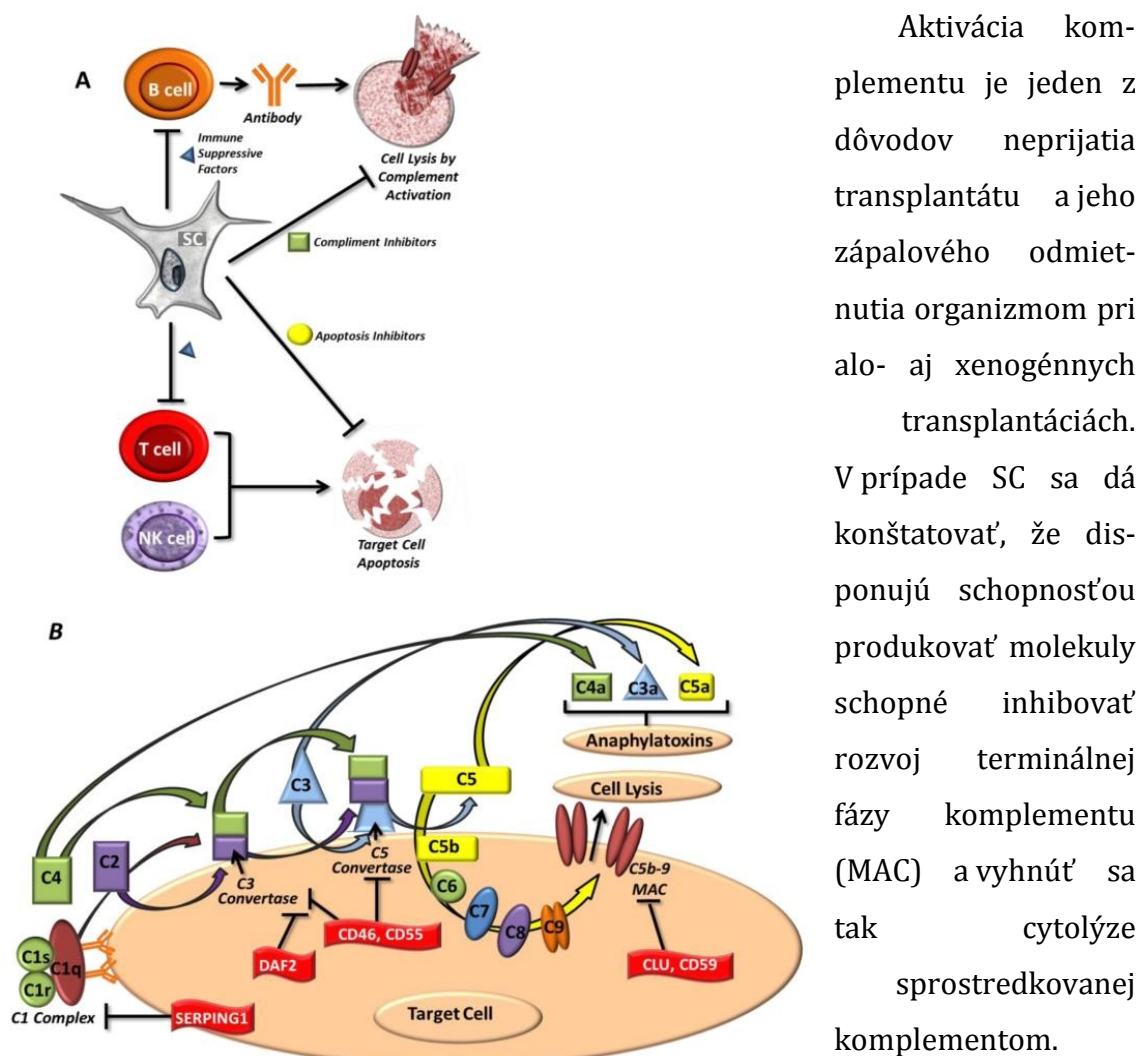 A
B cell
Antibody
Immune
Suppressive
Factors
Cell Lysis by
Complement
Activation
SC
Compliment Inhibitors
Apoptosis Inhibitors
T cell
NK cell
Target Cell
Apoptosis
B
C4a
C3a
C5a
Anaphylatoxins
C3
C5
Cell Lysis
C4
C2
C5b
C5
Convertase
C3
Convertase
C6
C7
C8
C9
C5b-9
MAC
CD46, CD55
DAF2
CLU, CD59
C1s
C1q
C1r
C1 Complex
SERPING1
Target Cell
Aktivácia kom-
plementu je jeden z
dôvodov neprijatia
transplantátu a jeho
zápalového odmiet-
nutia organizmom pri
alo- aj xenogénnych
transplantáciách.
V prípade SC sa dá
konštatovať, že dis-
ponujú schopnosťou
produkovať molekuly
schopné inhibovať
rozvoj terminálnej
fázy komplementu
(MAC) a vyhnúť sa
tak cytolýze
sprostredkovanej
komplementom.